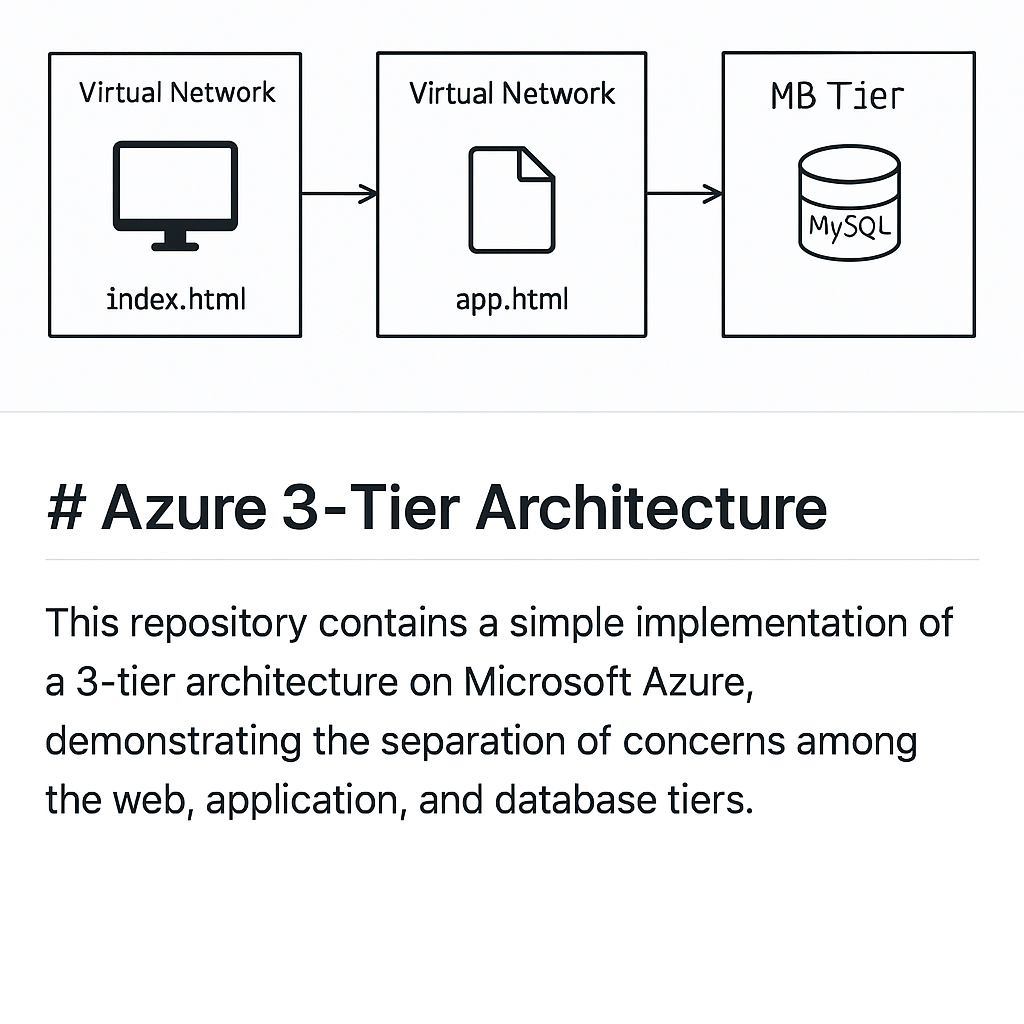 Virtual Network
index.html
Virtual Network
app.html
MB Tier
MySQL
# Azure 3-Tier Architecture
This repository contains a simple implementation of
a 3-tier architecture on Microsoft Azure,
demonstrating the separation of concerns among
the web, application, and database tiers.